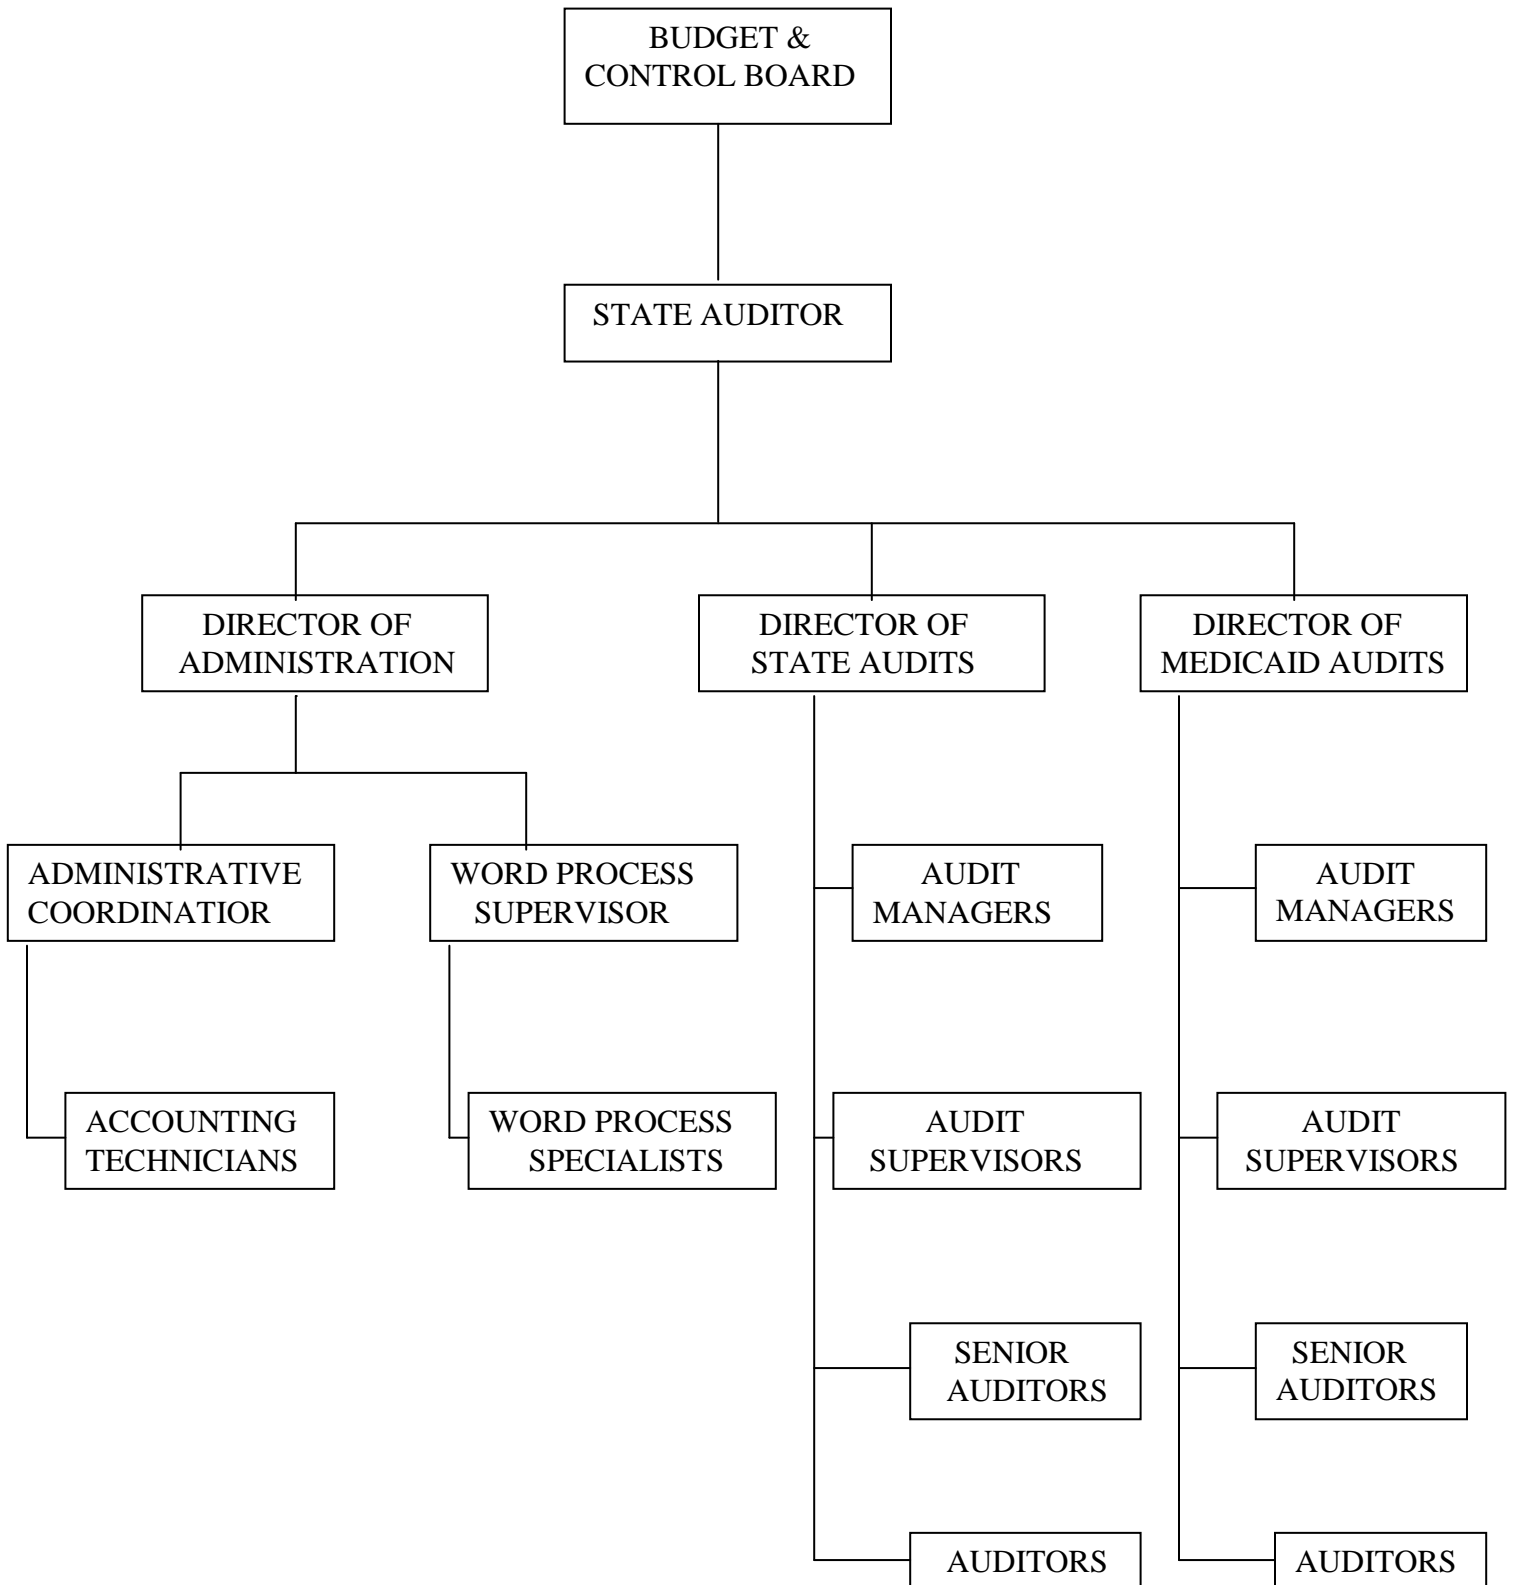 BUDGET &
CONTROL BOARD
STATE AUDITOR
DIRECTOR OF
ADMINISTRATION
DIRECTOR OF
STATE AUDITS
DIRECTOR OF
MEDICAID AUDITS
ADMINISTRATIVE
COORDINATIOR
WORD PROCESS
SUPERVISOR
AUDIT
MANAGERS
AUDIT
MANAGERS
ACCOUNTING
TECHNICIANS
WORD PROCESS
SPECIALISTS
AUDIT
SUPERVISORS
AUDIT
SUPERVISORS
SENIOR
AUDITORS
SENIOR
AUDITORS
AUDITORS
AUDITORS